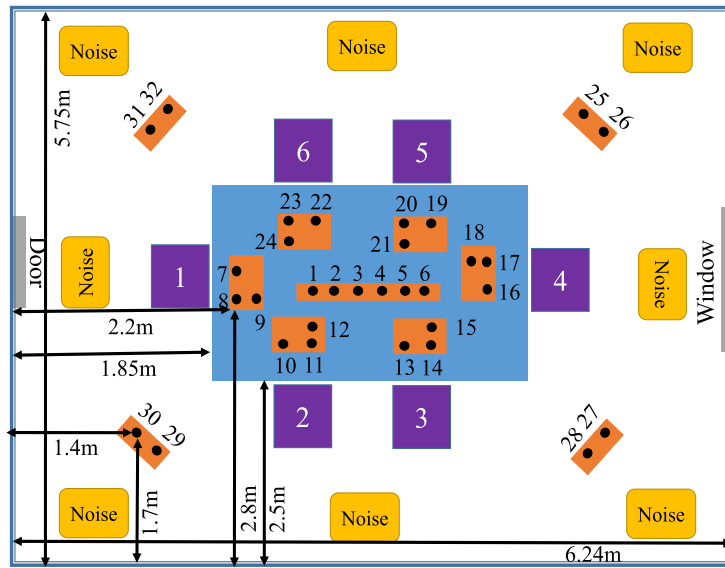 Noise
Noise
Noise
31 32
25 26
5.75m
6
5
23 22
20 19
24
21
18
Door
1
7
1 2 3 4 5 6
17
4
Noise
Noise
Window
8
16
2.2m
9
12
15
1.85m
10 11
13 14
30 29
2
3
28 27
1.4m
1.7m
2.8m
2.5m
Noise
Noise
Noise
6.24m